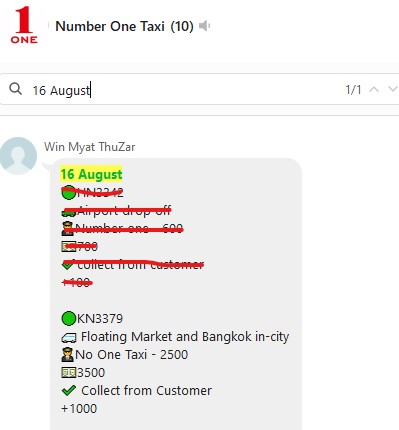 1
ONE
Number One Taxi (10)
16 August
1/1
Win Myat ThuZar
16 August
HN3342
Airport drop off
Number one - 600
700
✔collect from customer
+100
KN3379
Floating Market and Bangkok in-city
No One Taxi - 2500
3500
✔ Collect from Customer
+1000